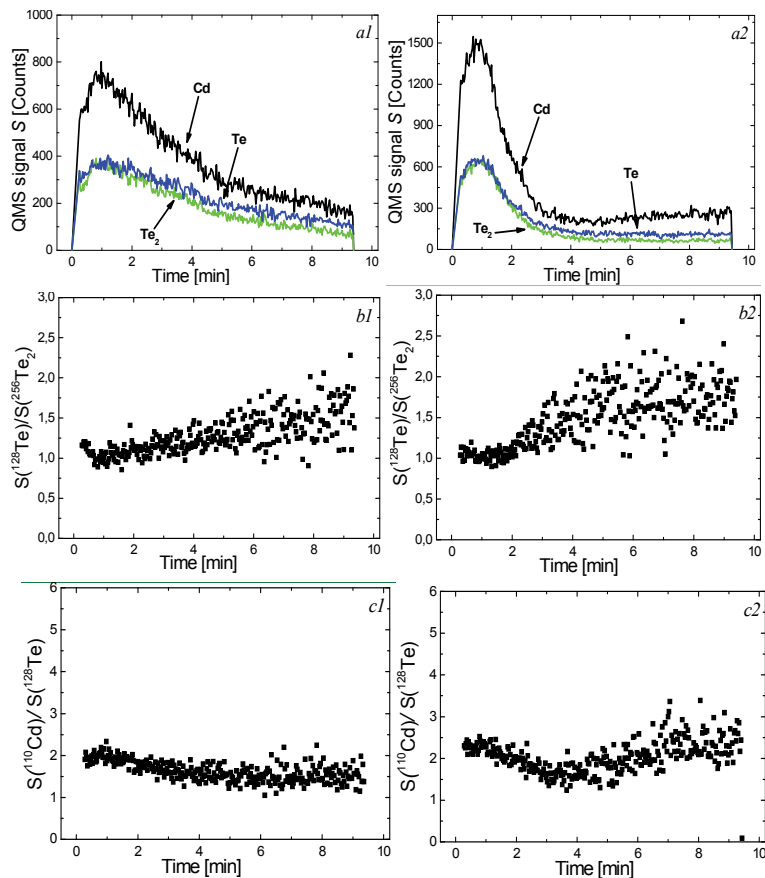 a1
QMS signal S [Counts]
1000
800
600
400
200
0
Cd
Te
Te2
0 2 4 6 8 10
Time [min]
a2
QMS signal S [Counts]
1500
1200
900
600
300
0
Cd
Te
Te2
0 2 4 6 8 10
Time [min]
b1
S(128Te)/S(256Te2)
3,0
2,5
2,0
1,5
1,0
0,5
0,0
0 2 4 6 8 10
Time [min]
b2
S(128Te)/S(256Te2)
3,0
2,5
2,0
1,5
1,0
0,5
0,0
0 2 4 6 8 10
Time [min]
c1
S(110Cd)/ S(128Te)
6
5
4
3
2
1
0
0 2 4 6 8 10
Time [min]
c2
S(110Cd)/ S(128Te)
6
5
4
3
2
1
0
0 1 2 3 4 5 6 7 8 9 10
Time [min]